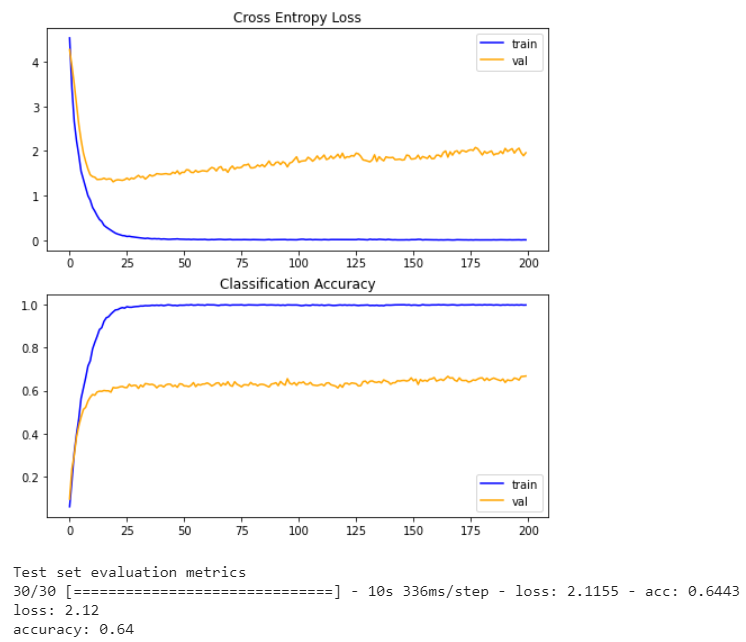 Cross Entropy Loss
train
val
4
3
2
1
0
0 25 50 75 100 125 150 175 200
Classification Accuracy
1.0
0.8
0.6
0.4
0.2
train
val
0 25 50 75 100 125 150 175 200
Test set evaluation metrics
30/30 [==============================] - 10s 336ms/step - loss: 2.1155 - acc: 0.6443
loss: 2.12
accuracy: 0.64